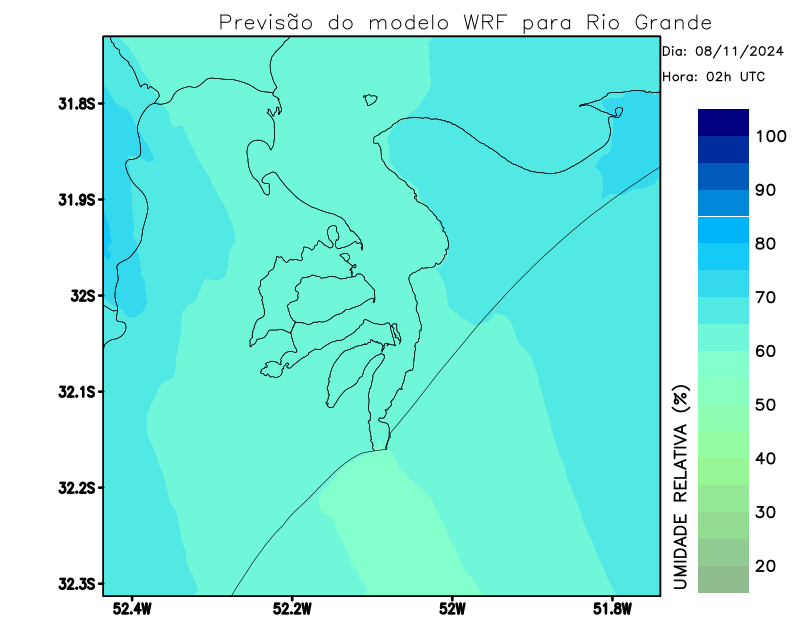 Previsão do modelo WRF para Rio Grande
Dia: 08/11/2024
Hora: 02h UTC
31.8S
31.9S
32S
32.1S
32.2S
32.3S
52.4W 52.2W 52W 51.8W
100
90
80
70
60
50
40
30
20
UMIDADE RELATIVA (%)